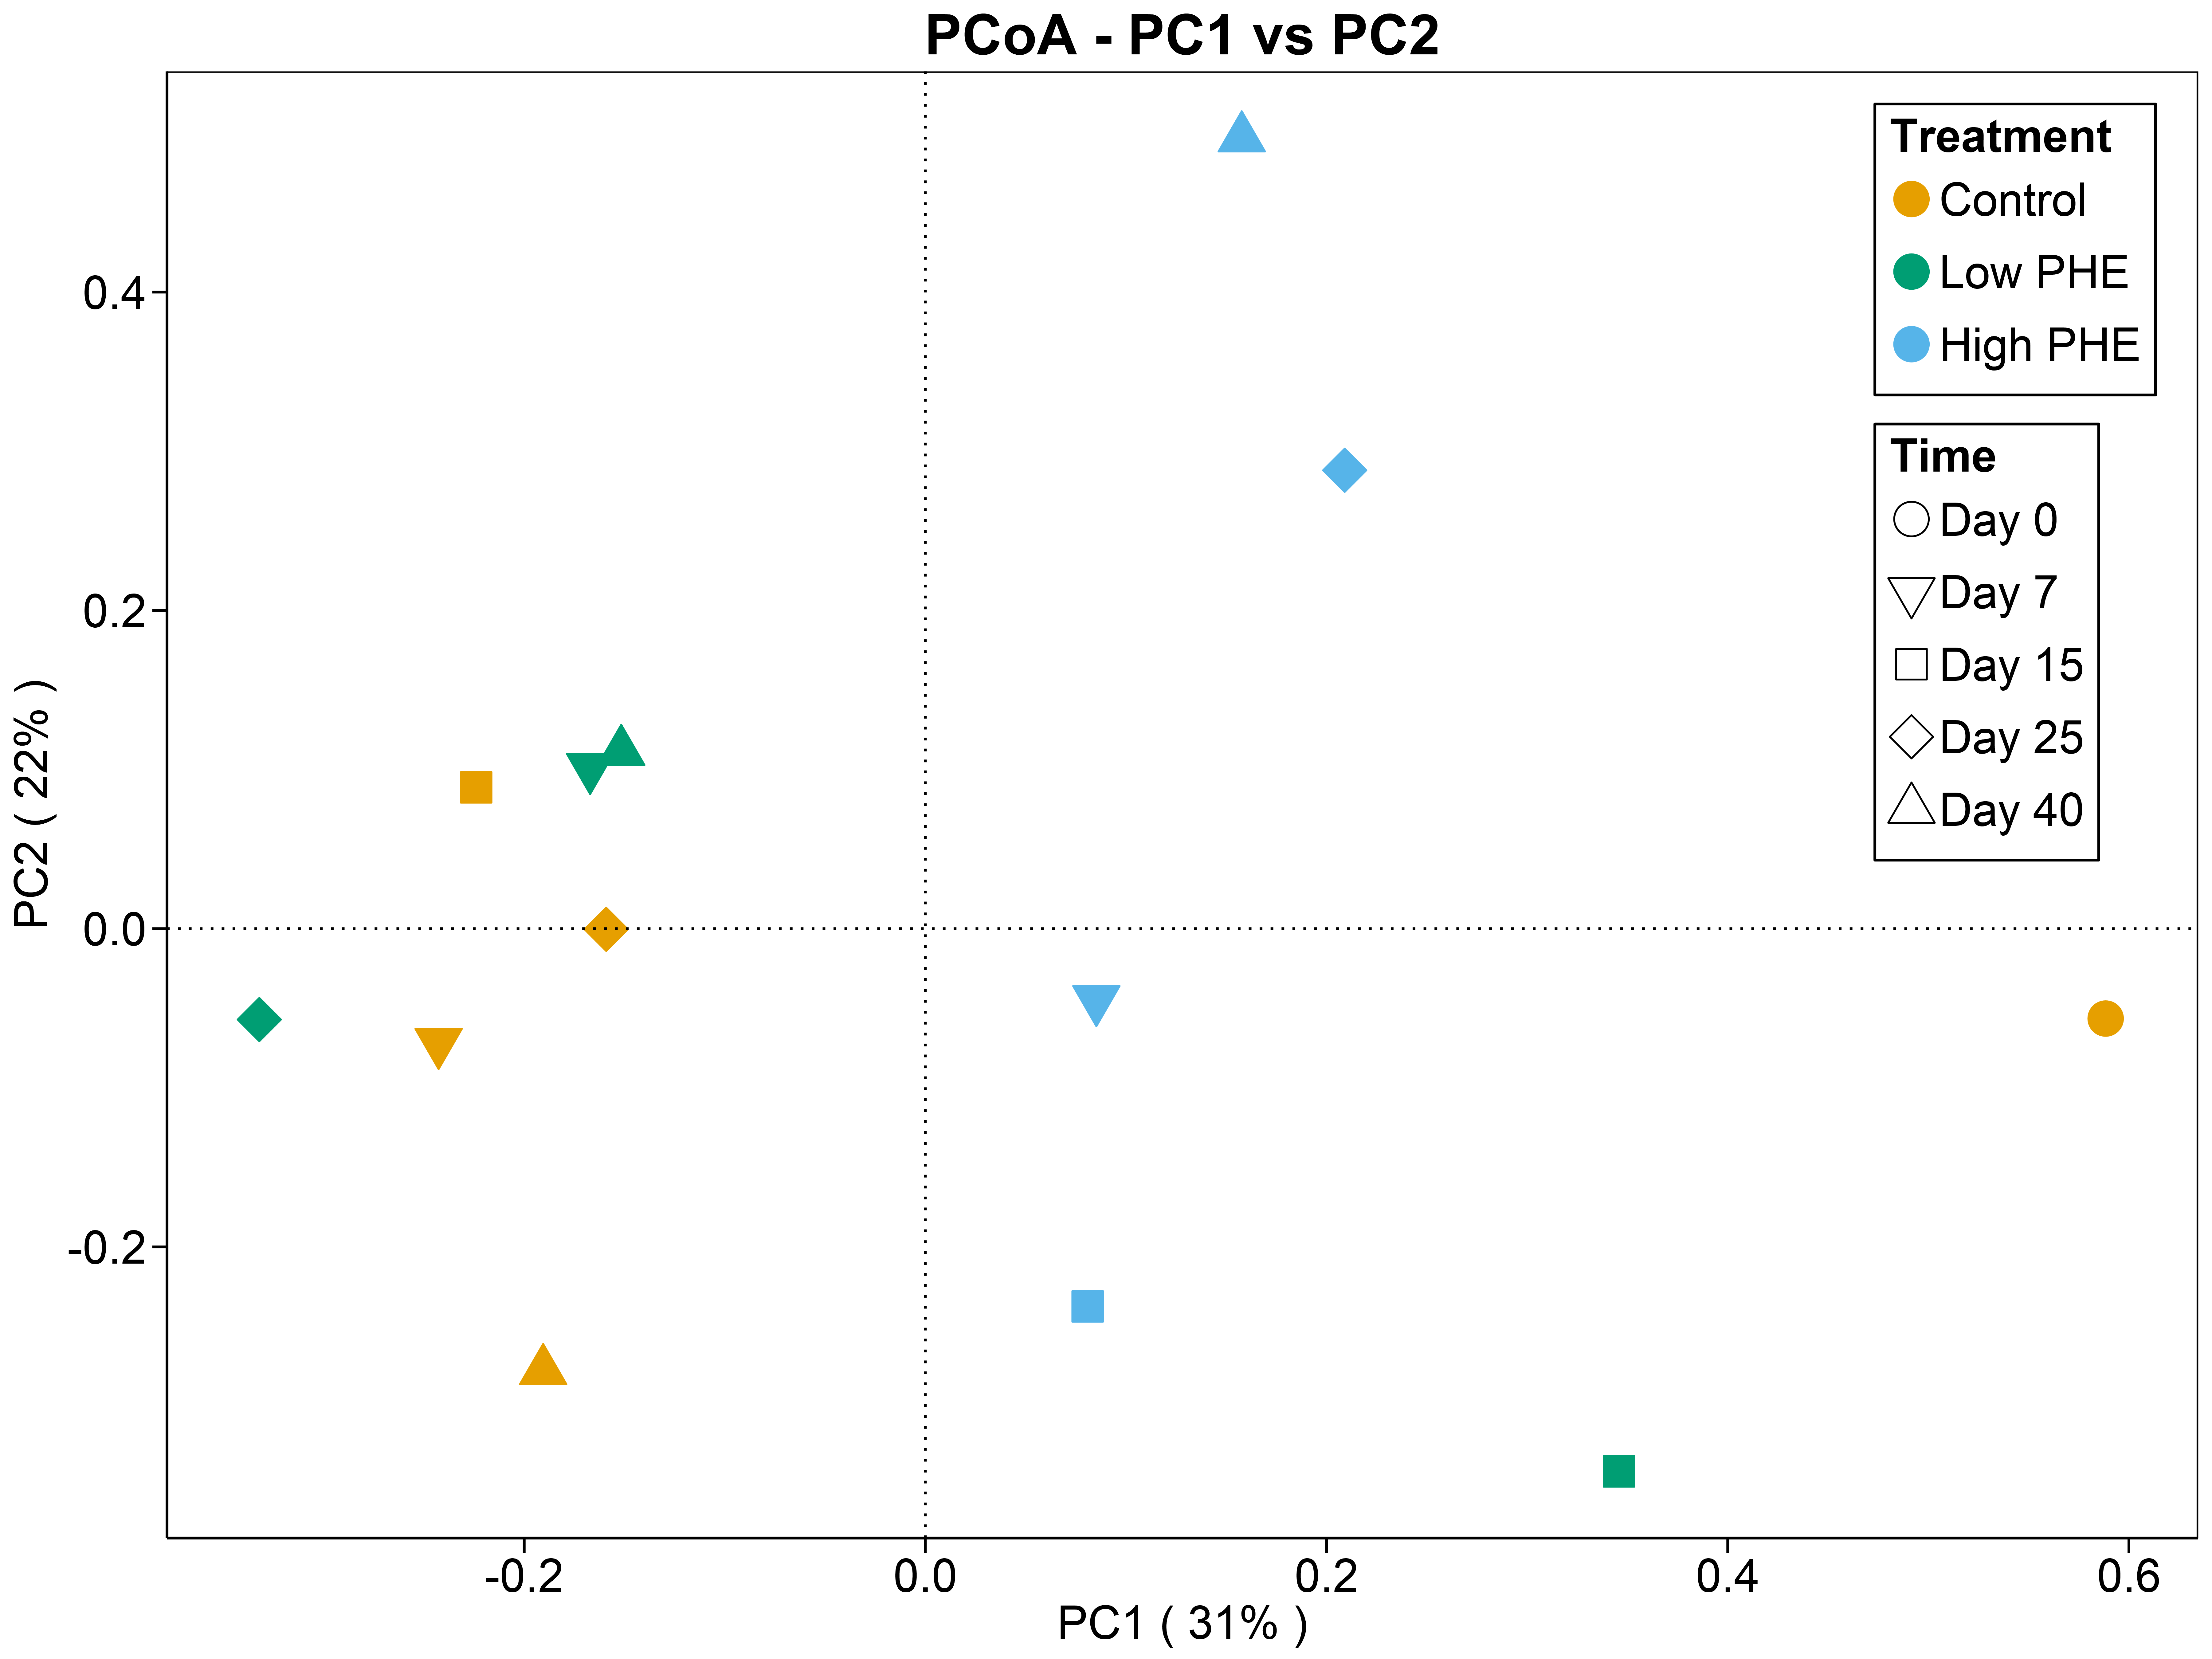 PCoA - PC1 vs PC2
Treatment
Control
Low PHE
High PHE
Time
Day 0
Day 7
Day 15
Day 25
Day 40
0.4
0.2
0.0
-0.2
PC2 ( 22% )
-0.2
0.0
0.2
0.4
0.6
PC1 ( 31% )